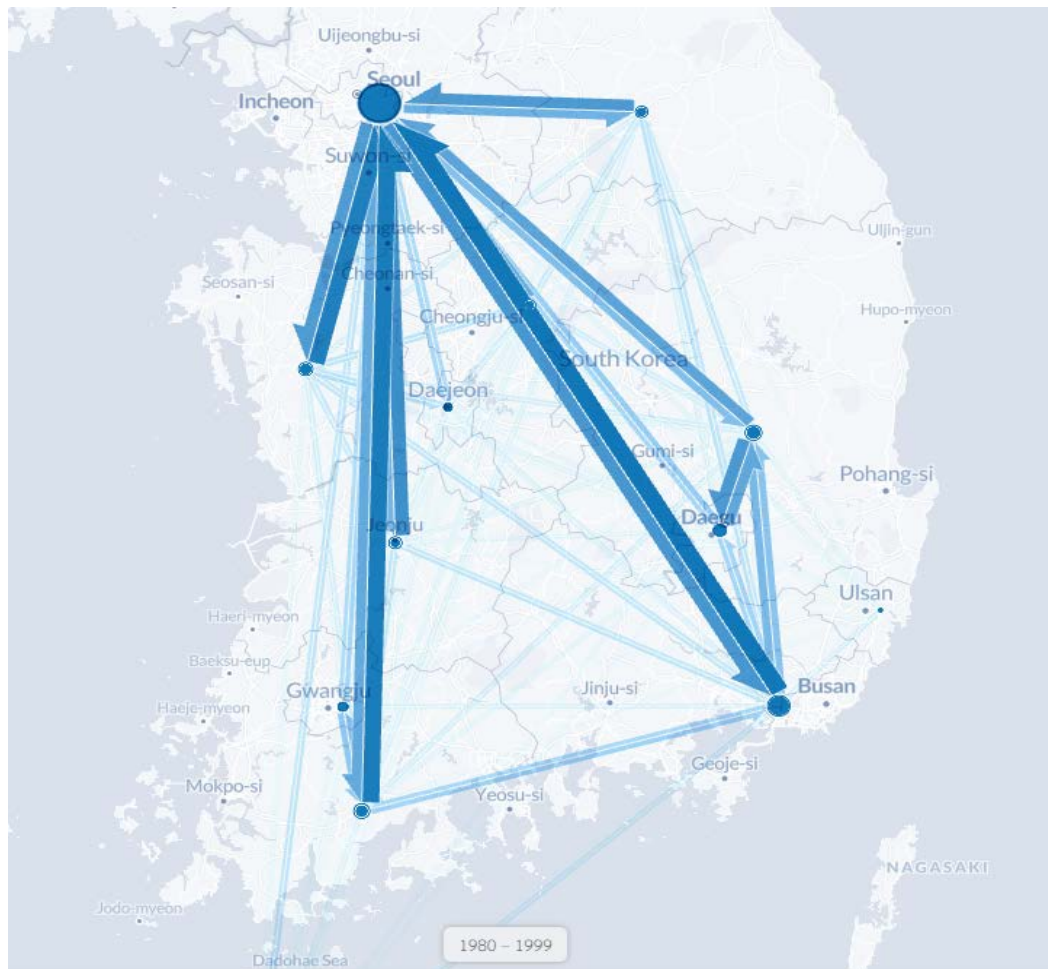 Uijeongbu-si
Seoul
Incheon
Suwon-si
Pyeongtaek-si
Uljin-gun
Cheonan-si
Seosan-si
Hupo-myeon
Cheongju-si
South Korea
Daejeon
Gumi-si
Pohang-si
Daegu
Jeonju
Ulsan
Haeri-myeon
Baeksu-eup
Gwangju
Jinju-si
Busan
Haeje-myeon
Geoje-si
Mokpo-si
Yeosu-si
NAGASAKI
Jodo-myeon
1980 – 1999
Dadohae Sea